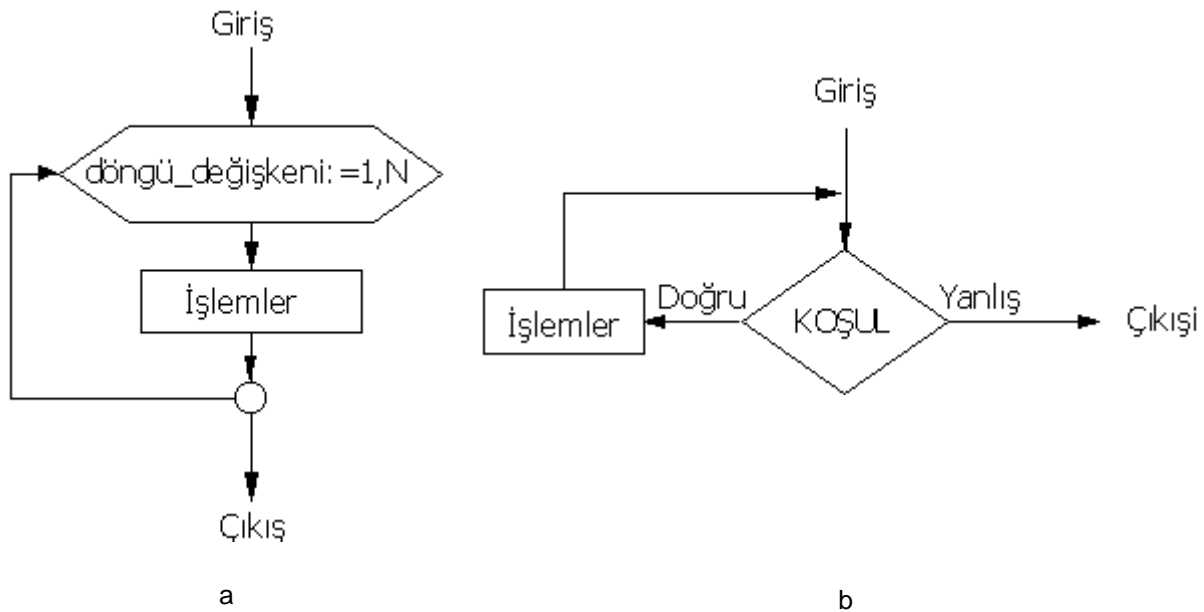 Giriş
döngü_değişkeni:=1,N
İşlemler
Çıkış
a
Giriş
Doğru
KOŞUL
Yanlış
İşlemler
Çıkışi
b